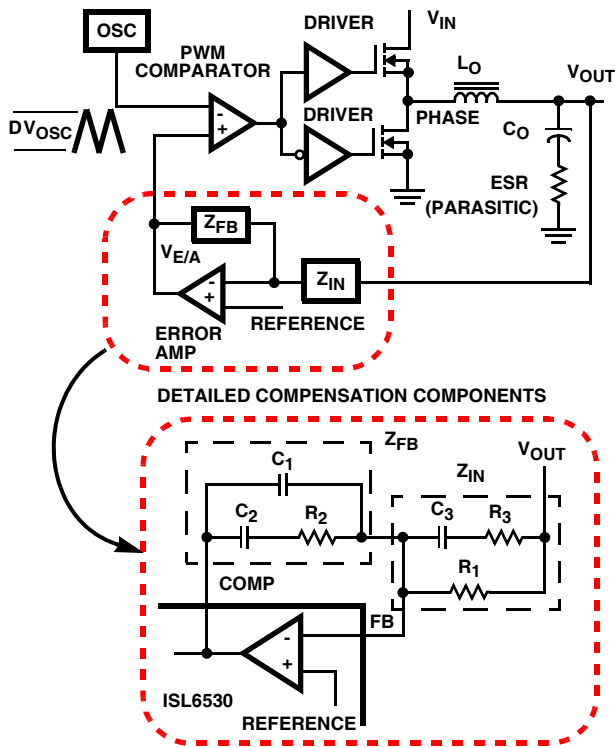 OSC
DRIVER
V_IN
PWM
COMPARATOR
L_O
V_OUT
DRIVER
PHASE
C_O
DV_OSC
-
+
ESR
(PARASITIC)
Z_FB
V_E/A
Z_IN
-
+
REFERENCE
ERROR
AMP
DETAILED COMPENSATION COMPONENTS
Z_FB
V_OUT
C_1
Z_IN
C_2
R_2
C_3
R_3
R_1
COMP
FB
-
+
ISL6530
REFERENCE